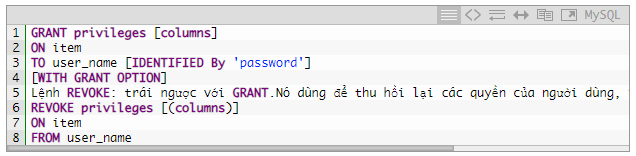 MySQL
1 GRANT privileges [columns]
2 ON item
3 TO user_name [IDENTIFIED By 'password']
4 [WITH GRANT OPTION]
5 Lệnh REVOKE: trái ngược với GRANT.Nó dùng để thu hồi lại các quyền của người dùng,
6 REVOKE privileges [(columns)]
7 ON item
8 FROM user_name